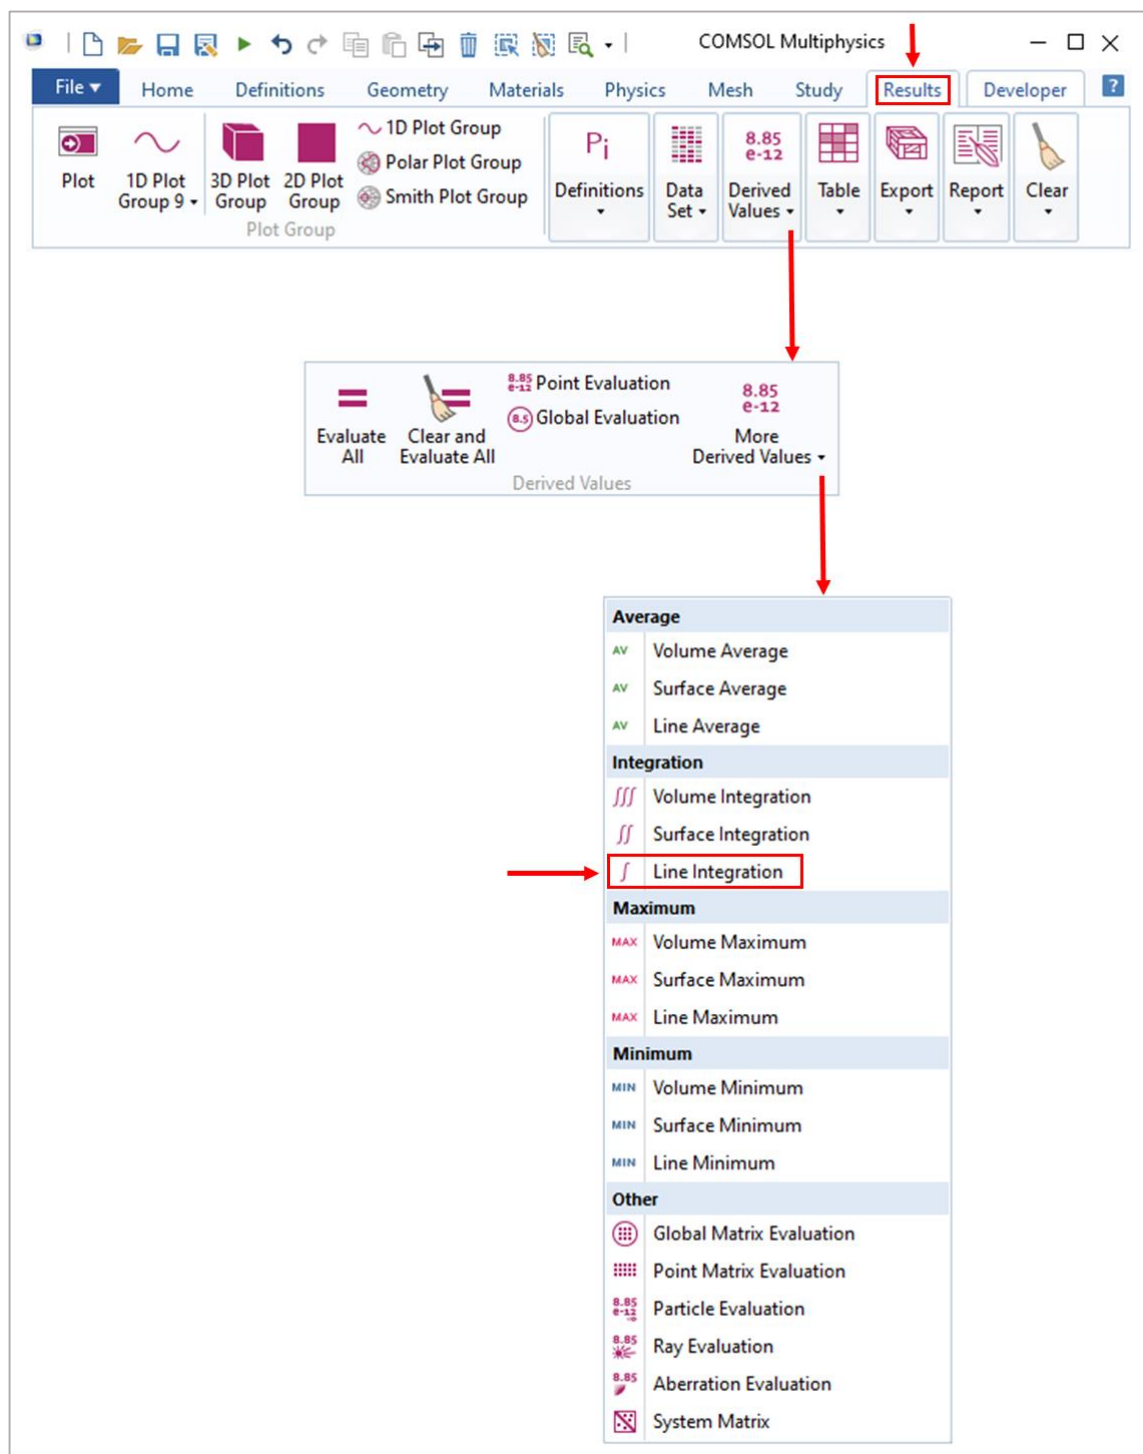 COMSOL Multiphysics
File Home Definitions Geometry Materials Physics Mesh Study Results Developer ?
Plot
1D Plot
Group 9
3D Plot
Group
2D Plot
Group
1D Plot Group
Polar Plot Group
Smith Plot Group
Plot Group
Pi
Definitions
Data
Set
8.85
e-12
Derived
Values
Table
Export
Report
Clear
Evaluate
All
Clear and
Evaluate All
8.85
e-12
Point Evaluation
8.5 Global Evaluation
8.85
e-12
More
Derived Values
Derived Values
Average
AV Volume Average
AV Surface Average
AV Line Average
Integration
∫∫∫ Volume Integration
∫∫ Surface Integration
∫ Line Integration
Maximum
MAX Volume Maximum
MAX Surface Maximum
MAX Line Maximum
Minimum
MIN Volume Minimum
MIN Surface Minimum
MIN Line Minimum
Other
Global Matrix Evaluation
Point Matrix Evaluation
8.85
e-12
Particle Evaluation
8.85
Ray Evaluation
8.85
Aberration Evaluation
System Matrix